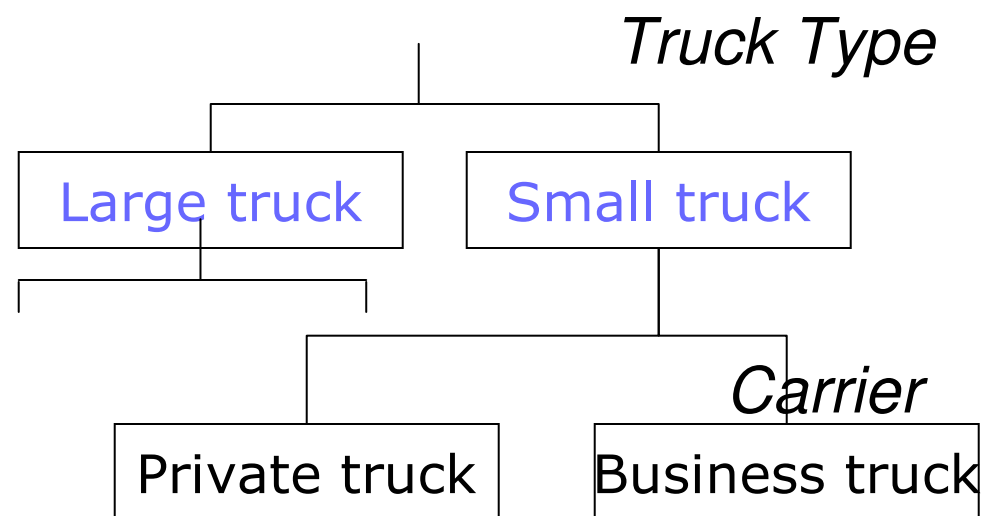 Truck Type
Large truck
Small truck
Carrier
Private truck
Business truck